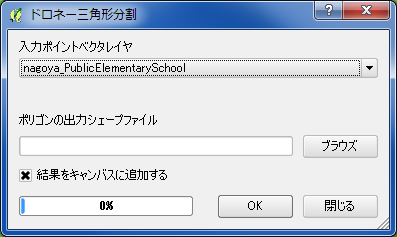 ドロネー三角形分割
入力ポイントベクタレイヤ
nagoya_PublicElementarySchool
ポリゴンの出力シェープファイル
ブラウズ
結果をキャンバスに追加する
0%
OK
閉じる